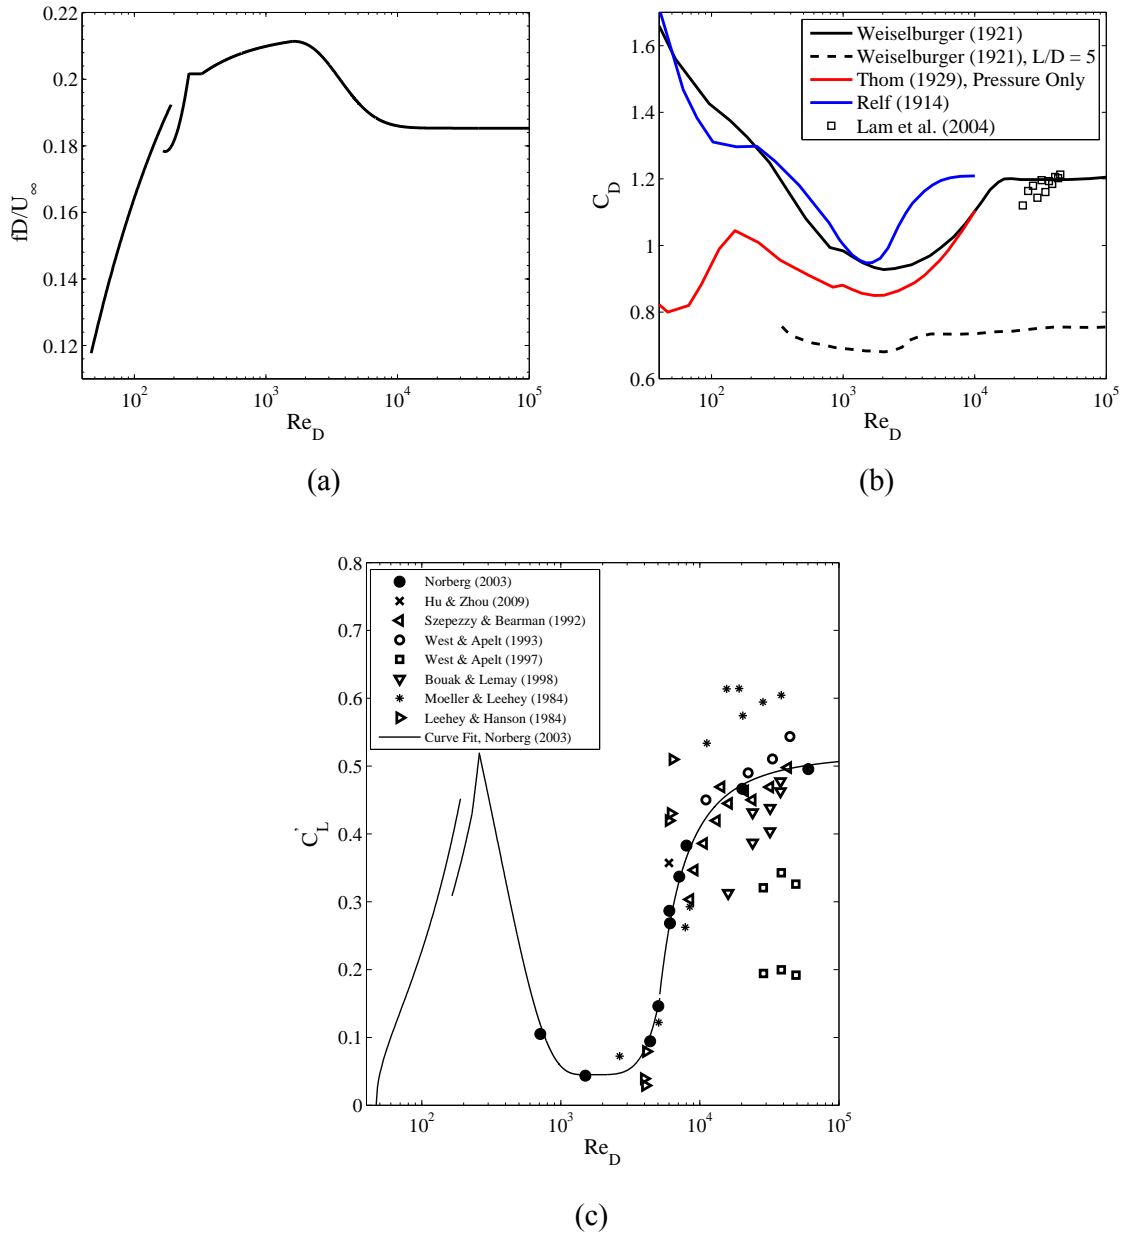 0.22
0.2
0.18
0.16
0.14
0.12
fD/U∞
10² 10³ 10⁴ 10⁵
Re_D
(a)
1.6
1.4
1.2
1
0.8
0.6
C_D
Weiselburger (1921)
Weiselburger (1921), L/D = 5
Thom (1929), Pressure Only
Relf (1914)
Lam et al. (2004)
10² 10³ 10⁴ 10⁵
Re_D
(b)
0.8
0.7
0.6
0.5
0.4
0.3
0.2
0.1
0
C_L'
Norberg (2003)
Hu & Zhou (2009)
Szepezzy & Bearman (1992)
West & Apelt (1993)
West & Apelt (1997)
Bouak & Lemay (1998)
Moeller & Leehey (1984)
Leehey & Hanson (1984)
Curve Fit, Norberg (2003)
10² 10³ 10⁴ 10⁵
Re_D
(c)